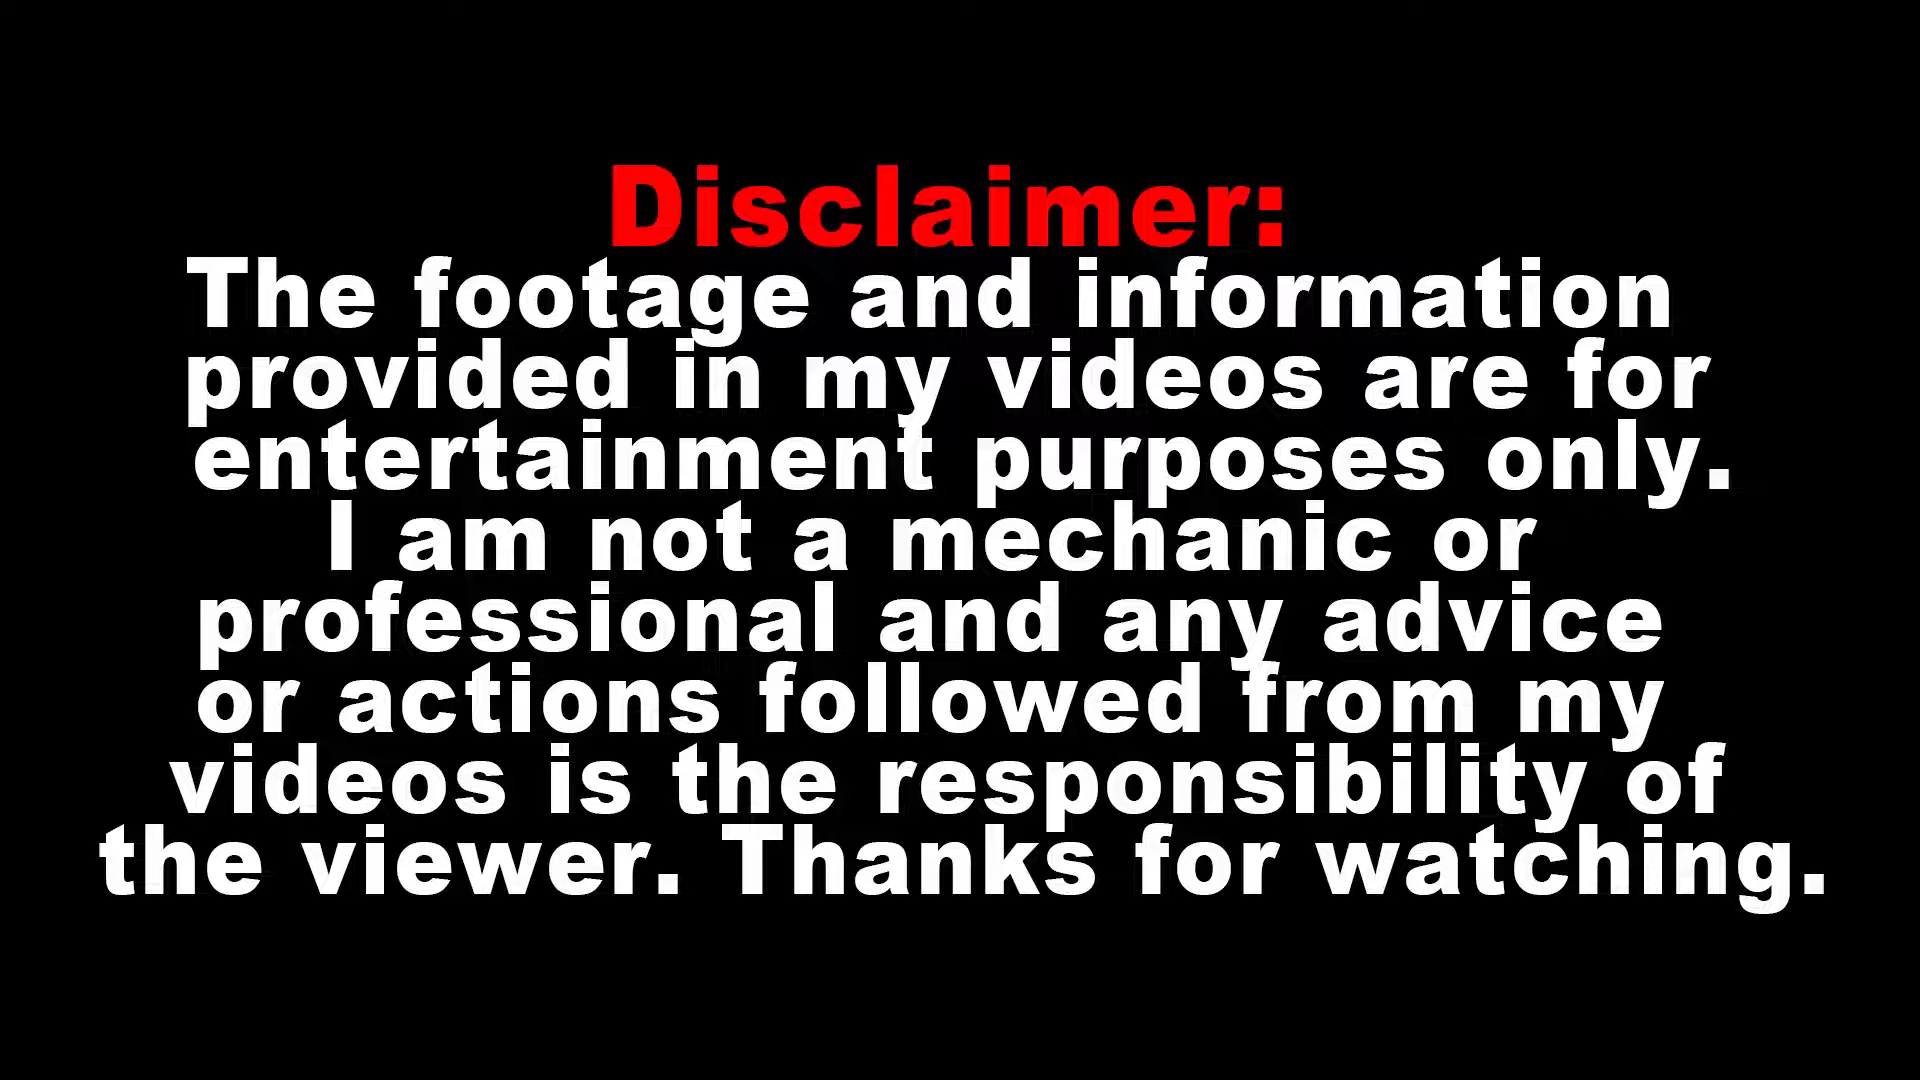 Disclaimer:
The footage and information
provided in my videos are for
entertainment purposes only.
I am not a mechanic or
professional and any advice
or actions followed from my
videos is the responsibility of
the viewer. Thanks for watching.